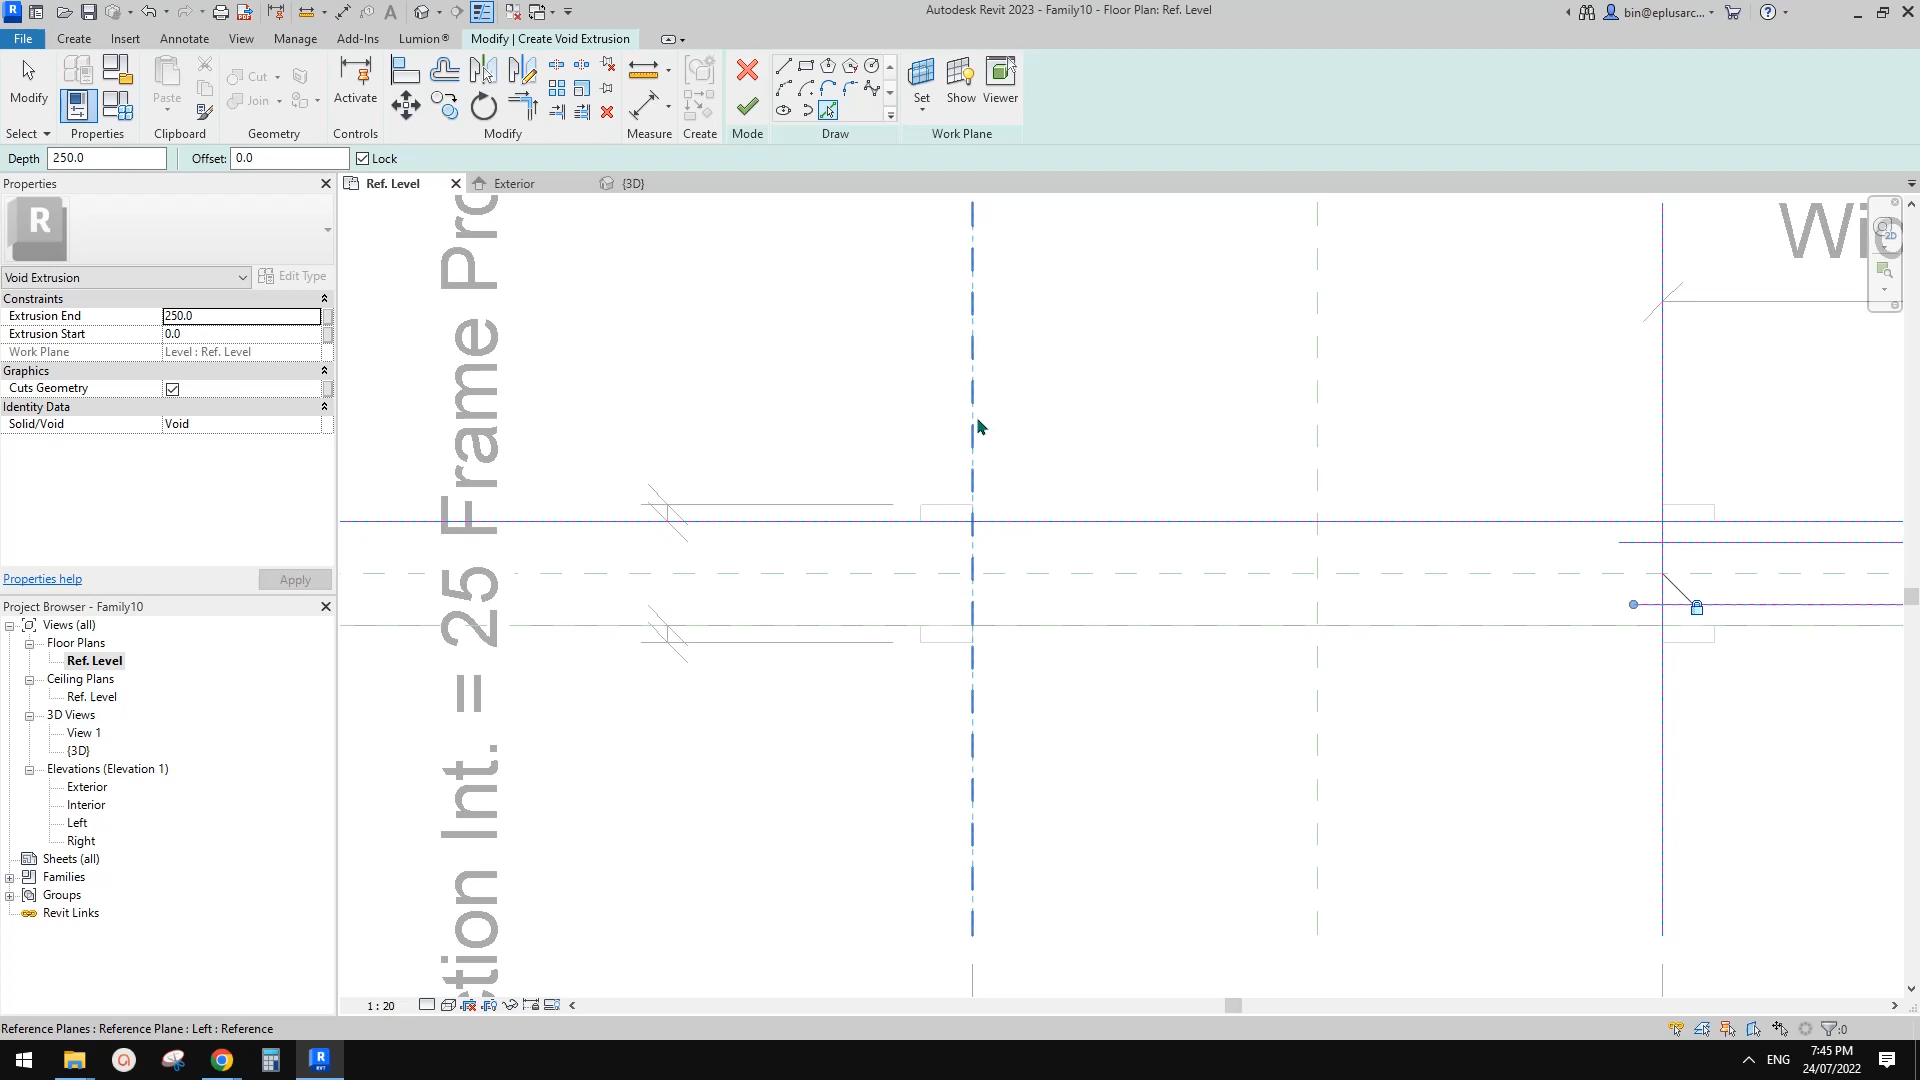 Autodesk Revit 2023 - Family10 - Floor Plan: Ref. Level
bin@eplusarc...
File Create Insert Annotate View Manage Add-Ins Lumion® Modify | Create Void Extrusion
Modify
Paste
Cut
Join
Activate
Set Show Viewer
Select Properties Clipboard Geometry Controls Modify Measure Create Mode Draw Work Plane
Depth 250.0 Offset: 0.0 Lock
Properties
Ref. Level Exterior {3D}
R
Void Extrusion Edit Type
Constraints
Extrusion End 250.0
Extrusion Start 0.0
Work Plane Level : Ref. Level
Graphics
Cuts Geometry
Identity Data
Solid/Void Void
Properties help Apply
Project Browser - Family10
Views (all)
Floor Plans
Ref. Level
Ceiling Plans
Ref. Level
3D Views
View 1
{3D}
Elevations (Elevation 1)
Exterior
Interior
Left
Right
Sheets (all)
Families
Groups
Revit Links
ction Int. = 25 Frame Pro
Wid
2D
1 : 20
Reference Planes : Reference Plane : Left : Reference
:0
ENG
7:45 PM
24/07/2022